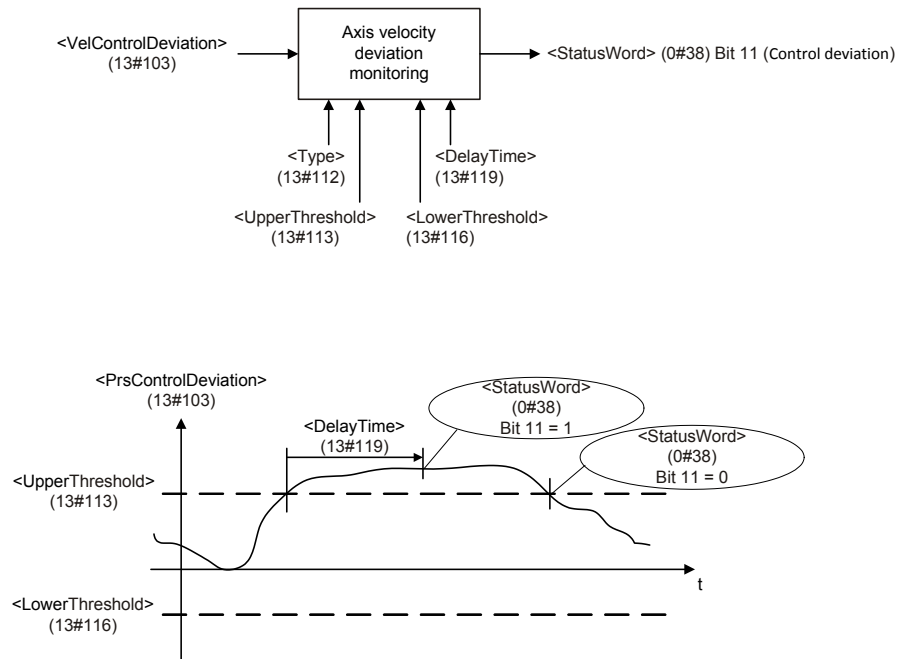 Axis velocity
deviation
monitoring
<VelControlDeviation>
(13#103)
<StatusWord> (0#38) Bit 11 (Control deviation)
<Type>
(13#112)
<DelayTime>
(13#119)
<UpperThreshold>
(13#113)
<LowerThreshold>
(13#116)
<PrsControlDeviation>
(13#103)
<StatusWord>
(0#38)
Bit 11 = 1
<DelayTime>
(13#119)
<StatusWord>
(0#38)
Bit 11 = 0
<UpperThreshold>
(13#113)
t
<LowerThreshold>
(13#116)